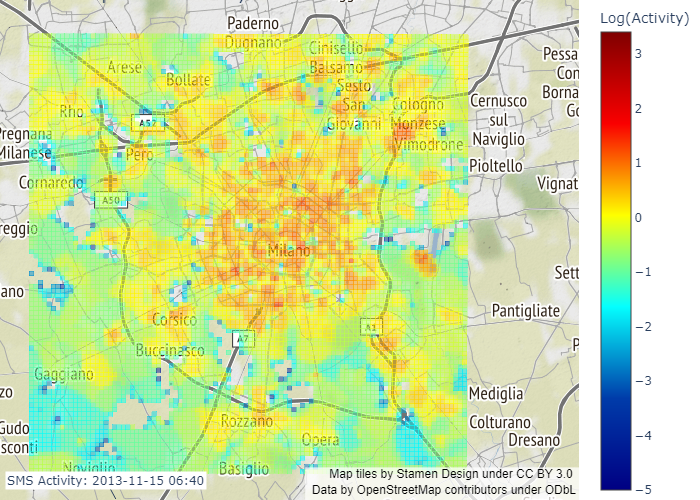 Log(Activity)
3
2
1
0
−1
−2
−3
−4
−5
Paderno
Dugnano
Cinisello
Balsamo
Arese
Bollate
Sesto
San
Giovanni
Rho
A52
Cologno
Monzese
Vimodrone
Cernusco
sul
Naviglio
Pessa
Con
Borna
Go
Pregnana
Milanese
Pero
Pioltello
Cornaredo
A50
Vignat
reggio
Milano
Sett
ano
Pantigliate
Corsico
A7
A1
Buccinasco
P
Gaggiano
zo
Mediglia
Rozzano
Colturano
Gudo
sconti
Opera
Dresano
Noviglio
Basiglio
SMS Activity: 2013-11-15 06:40
Map tiles by Stamen Design under CC BY 3.0
Data by OpenStreetMap contributors under ODbL